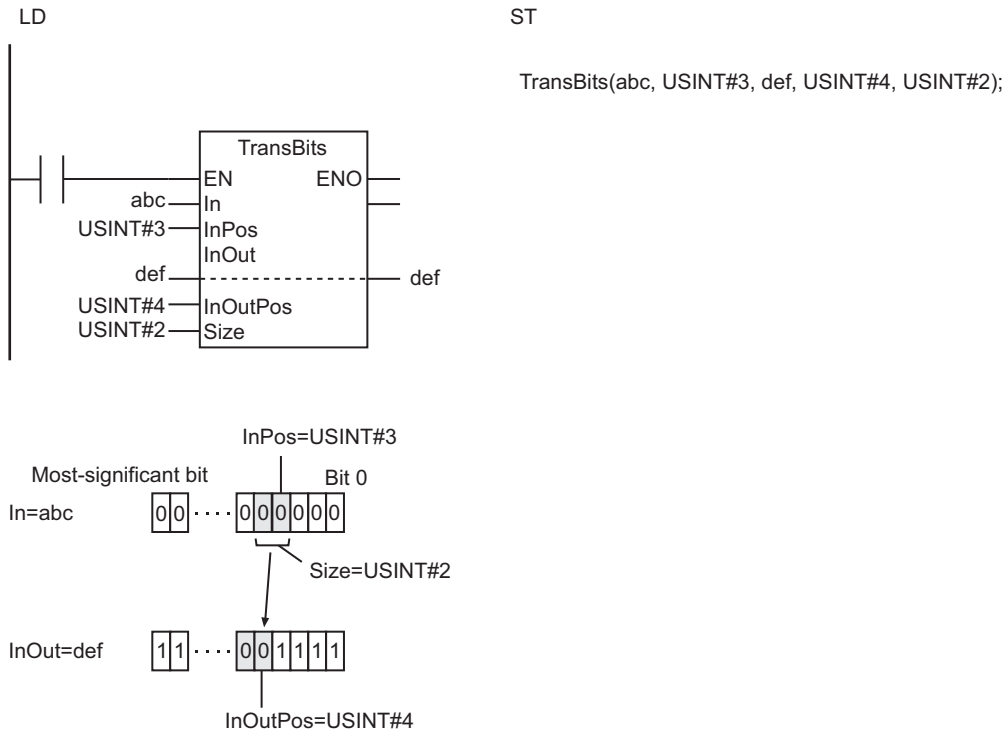 LD
ST
TransBits(abc, USINT#3, def, USINT#4, USINT#2);
TransBits
EN ENO
abc In
USINT#3 InPos
InOut
def def
USINT#4 InOutPos
USINT#2 Size
InPos=USINT#3
Most-significant bit Bit 0
In=abc 0 0 ···· 0 0 0 0 0 0
Size=USINT#2
InOut=def 1 1 ···· 0 0 1 1 1 1
InOutPos=USINT#4